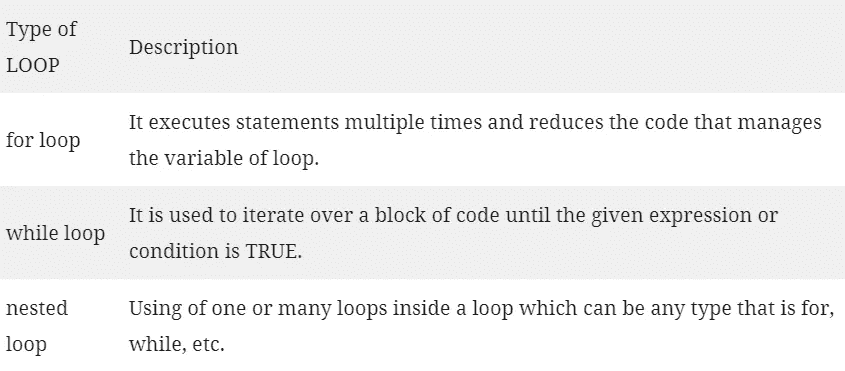 Type of
LOOP
Description
for loop
It executes statements multiple times and reduces the code that manages
the variable of loop.
while loop
It is used to iterate over a block of code until the given expression or
condition is TRUE.
nested
loop
Using of one or many loops inside a loop which can be any type that is for,
while, etc.